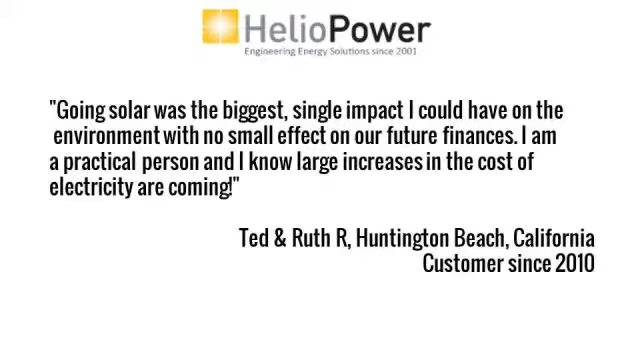 HelioPower
Engineering Energy Solutions since 2001
"Going solar was the biggest, single impact I could have on the
environment with no small effect on our future finances. I am
a practical person and I know large increases in the cost of
electricity are coming!"
Ted & Ruth R, Huntington Beach, California
Customer since 2010